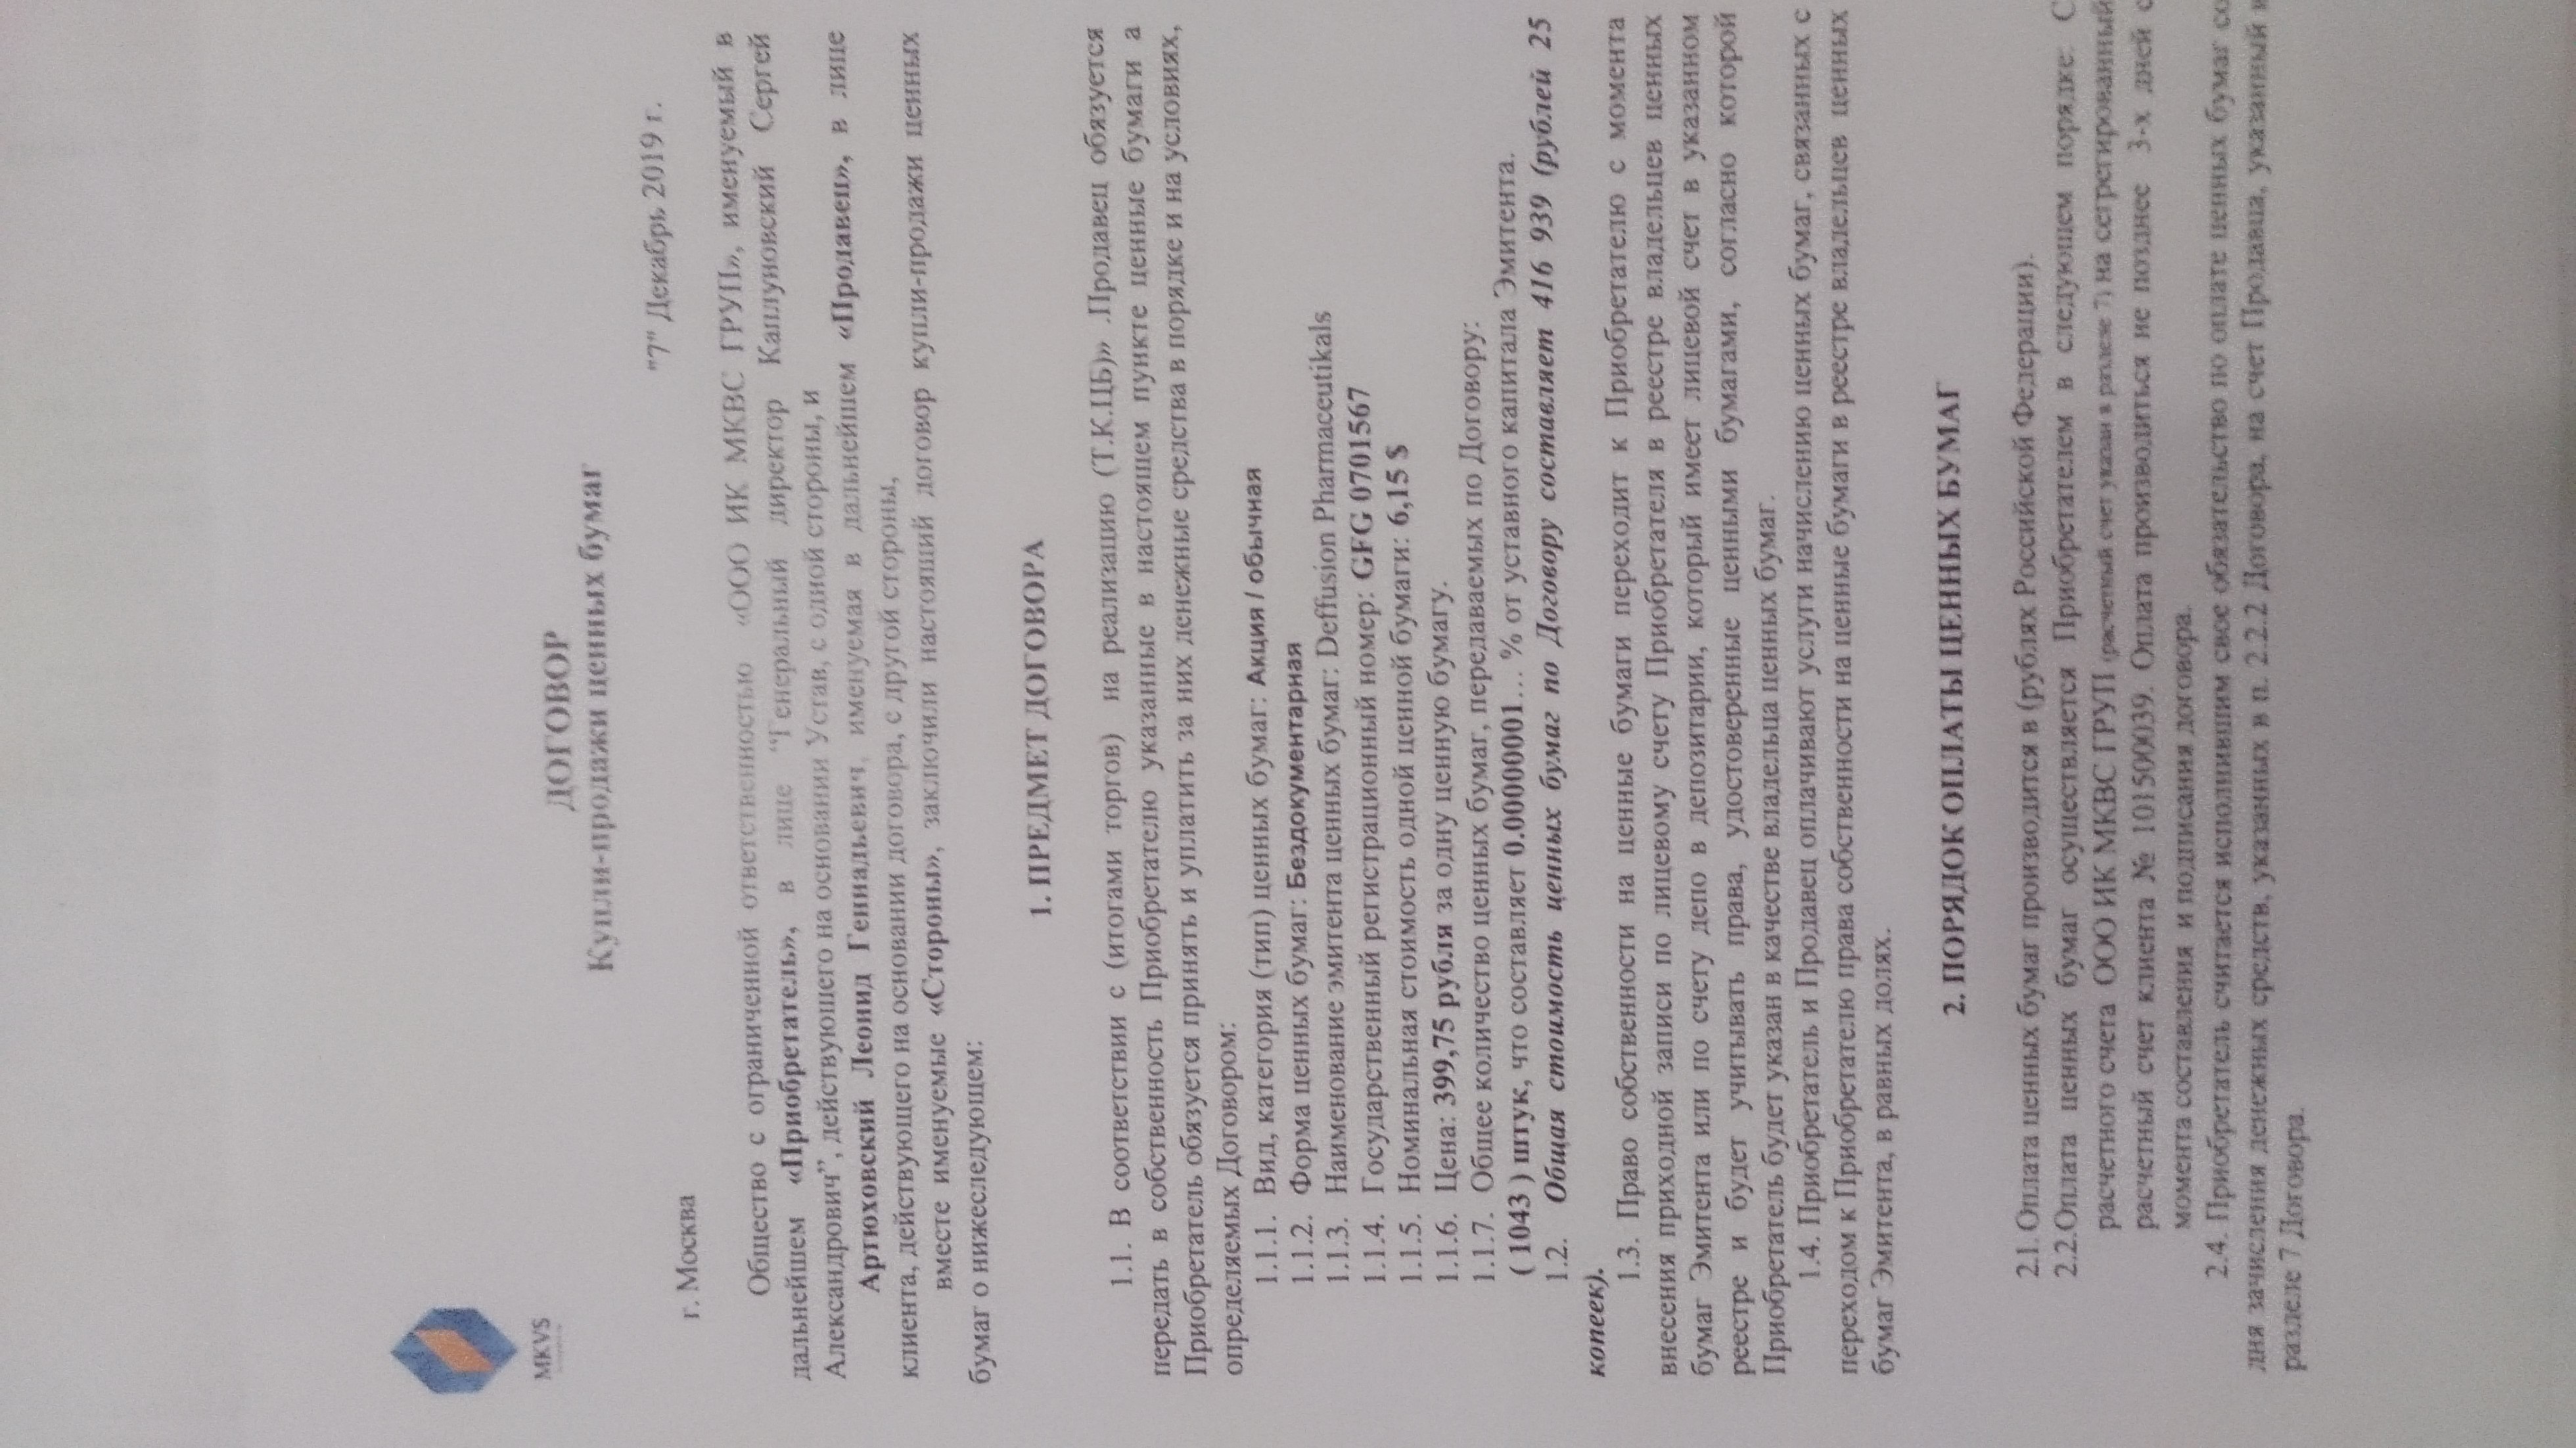 MKVS
ДОГОВОР
Купли-продажи ценных бумаг
г. Москва "7" Декабрь 2019 г.
Общество с ограниченной ответственностью «ООО ИК МКВС ГРУП», именуемый в
дальнейшем «Приобретатель», в лице “Генеральный директор Каплуновский Сергей
Александрович”, действующего на основании Устав, с одной стороны, и
Артюховский Леонид Геннадьевич, именуемая в дальнейшем «Продавец», в лице
клиента, действующего на основании договора, с другой стороны,
вместе именуемые «Стороны», заключили настоящий договор купли-продажи ценных
бумаг о нижеследующем:
1. ПРЕДМЕТ ДОГОВОРА
1.1. В соответствии с (итогами торгов) на реализацию (Т.К.ЦБ)» .Продавец обязуется
передать в собственность Приобретателю указанные в настоящем пункте ценные бумаги а
Приобретатель обязуется принять и уплатить за них денежные средства в порядке и на условиях,
определяемых Договором:
1.1.1. Вид, категория (тип) ценных бумаг: Акция / обычная
1.1.2. Форма ценных бумаг: Бездокументарная
1.1.3. Наименование эмитента ценных бумаг: Deffusion Pharmaceutikals
1.1.4. Государственный регистрационный номер: GFG 0701567
1.1.5. Номинальная стоимость одной ценной бумаги: 6,15 $
1.1.6. Цена: 399,75 рубля за одну ценную бумагу.
1.1.7. Общее количество ценных бумаг, передаваемых по Договору:
( 1043 ) штук, что составляет 0.00000001… % от уставного капитала Эмитента.
1.2. Общая стоимость ценных бумаг по Договору составляет 416 939 (рублей 25
копеек).
1.3. Право собственности на ценные бумаги переходит к Приобретателю с момента
внесения приходной записи по лицевому счету Приобретателя в реестре владельцев ценных
бумаг Эмитента или по счету депо в депозитарии, который имеет лицевой счет в указанном
реестре и будет учитывать права, удостоверенные ценными бумагами, согласно которой
Приобретатель будет указан в качестве владельца ценных бумаг.
1.4. Приобретатель и Продавец оплачивают услуги начислению ценных бумаг, связанных с
переходом к Приобретателю права собственности на ценные бумаги в реестре владельцев ценных
бумаг Эмитента, в равных долях.
2. ПОРЯДОК ОПЛАТЫ ЦЕННЫХ БУМАГ
2.1. Оплата ценных бумаг производится в (рублях Российской Федерации).
2.2.Оплата ценных бумаг осуществляется Приобретателем в следующем порядке: С
расчетного счета ООО ИК МКВС ГРУП (расчетный счет указан в разделе 7) на сегрегированный
расчетный счет клиента № 101500039. Оплата производиться не позднее 3-х дней с
момента составления и подписания договора.
2.4. Приобретатель считается исполнившим свое обязательство по оплате ценных бумаг со
дня зачисления денежных средств, указанных в п. 2.2.2 Договора, на счет Продавца, указанный в
разделе 7 Договора.